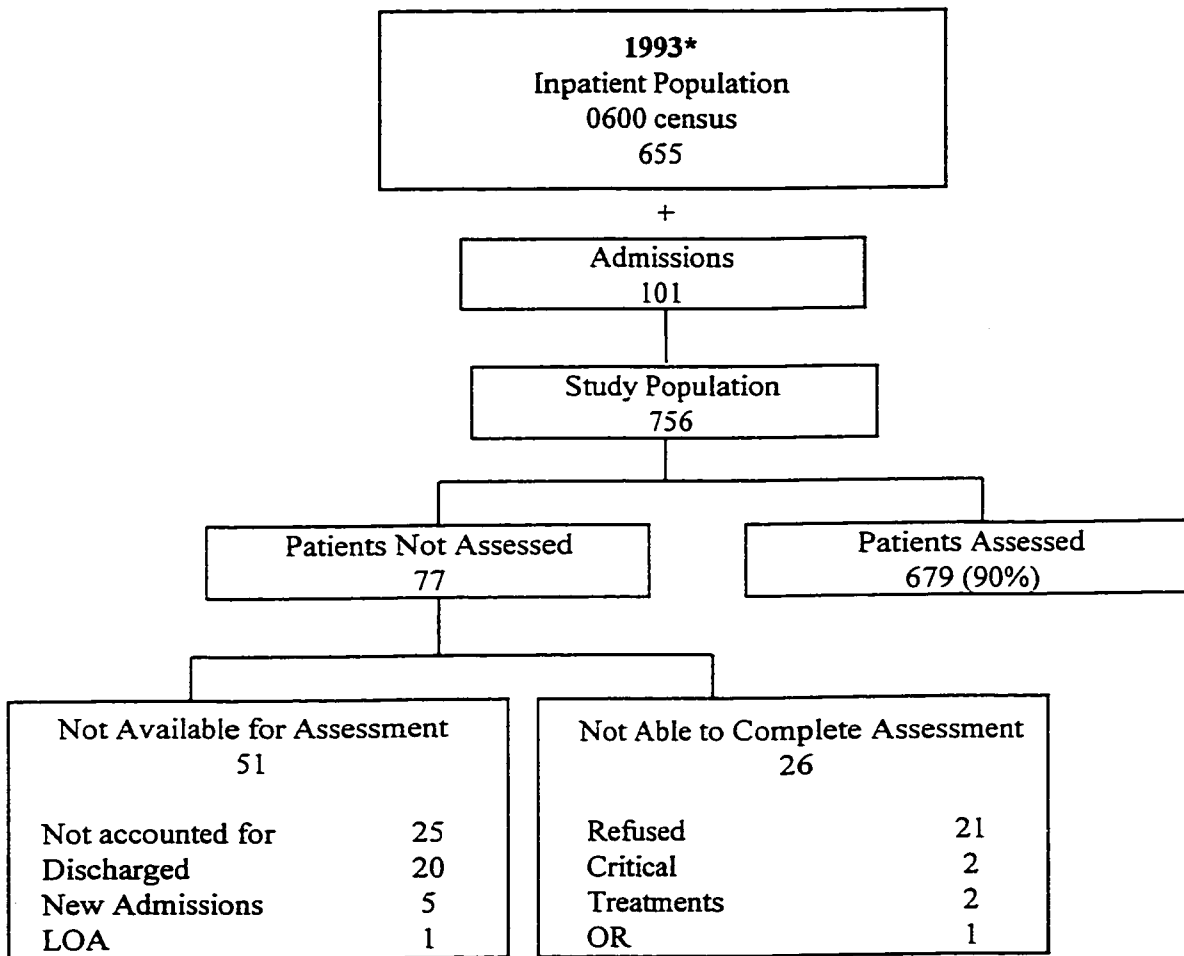 1993*
Inpatient Population
0600 census
655
+
Admissions
101
Study Population
756
Patients Not Assessed
77
Patients Assessed
679 (90%)
Not Available for Assessment
51
Not accounted for 25
Discharged 20
New Admissions 5
LOA 1
Not Able to Complete Assessment
26
Refused 21
Critical 2
Treatments 2
OR 1